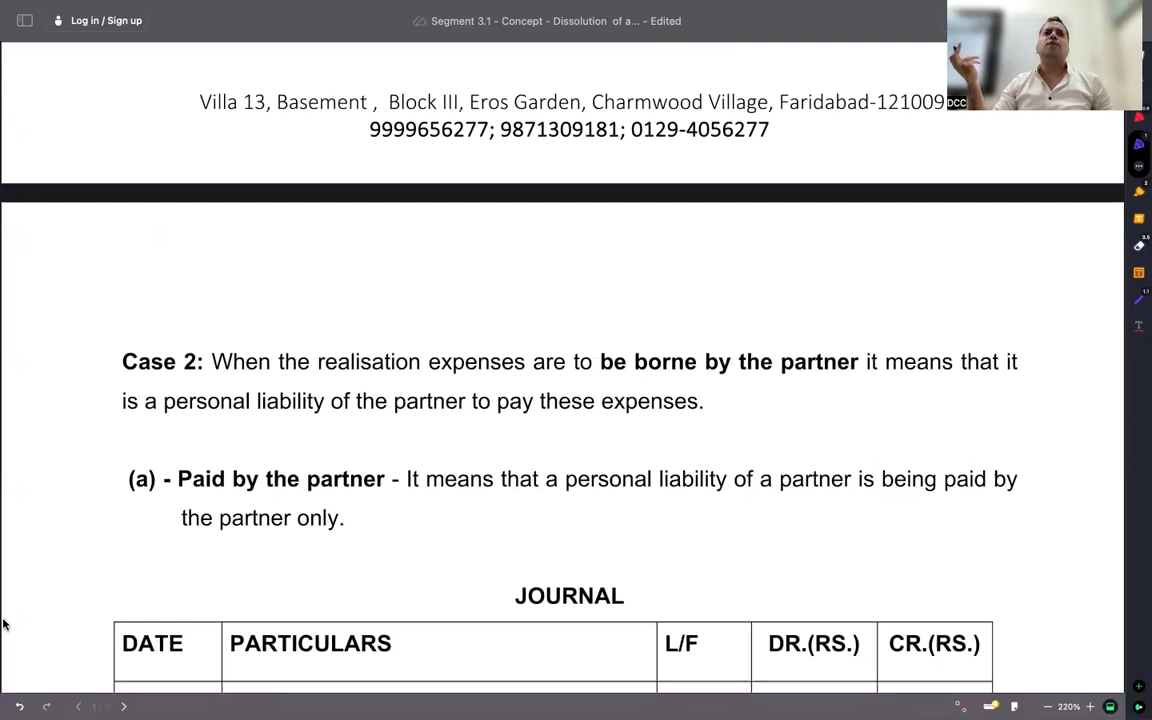 Log in / Sign up
Segment 3.1 - Concept - Dissolution of a... - Edited
Villa 13, Basement , Block III, Eros Garden, Charmwood Village, Faridabad-121009
DCC
9999656277; 9871309181; 0129-4056277
Case 2: When the realisation expenses are to be borne by the partner it means that it
is a personal liability of the partner to pay these expenses.
(a) - Paid by the partner - It means that a personal liability of a partner is being paid by
the partner only.
JOURNAL
DATE PARTICULARS L/F DR.(RS.) CR.(RS.)
220%